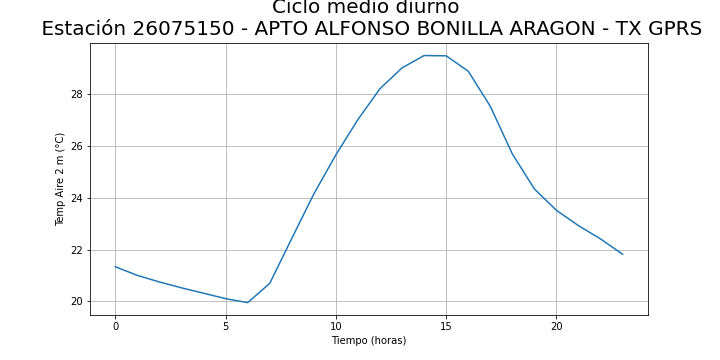 Ciclo medio diurno
Estación 26075150 - APTO ALFONSO BONILLA ARAGON - TX GPRS
Temp Aire 2 m (°C)
28
26
24
22
20
0
5
10
15
20
Tiempo (horas)